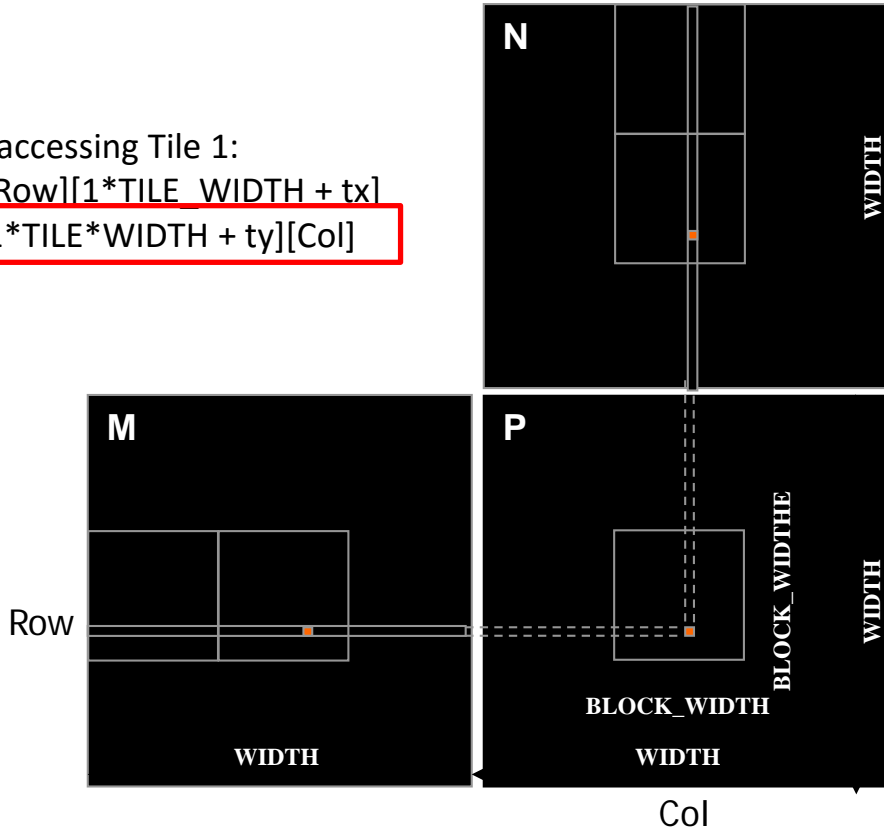 N
accessing Tile 1:
Row][1*TILE_WIDTH + tx]
*TILE*WIDTH + ty][Col]
WIDTH
M
P
BLOCK_WIDTHE
WIDTH
Row
BLOCK_WIDTH
WIDTH
WIDTH
Col